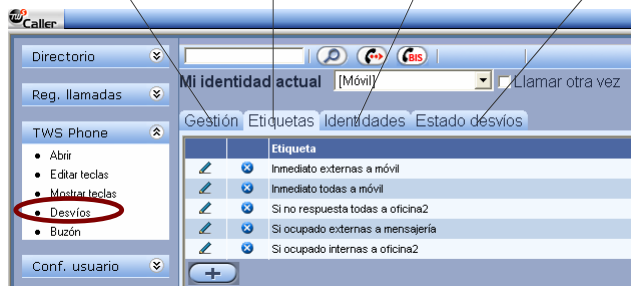 TWS
Caller
Directorio
Reg. llamadas
TWS Phone
Abrir
Editar teclas
Mostrar teclas
Desvíos
Buzón
Conf. usuario
BIS
Mi identidad actual [Móvil] Llamar otra vez
Gestión Etiquetas Identidades Estado desvíos
Etiqueta
Inmediato externas a móvil
Inmediato todas a móvil
Si no respuesta todas a oficina2
Si ocupado externas a mensajería
Si ocupado internas a oficina2